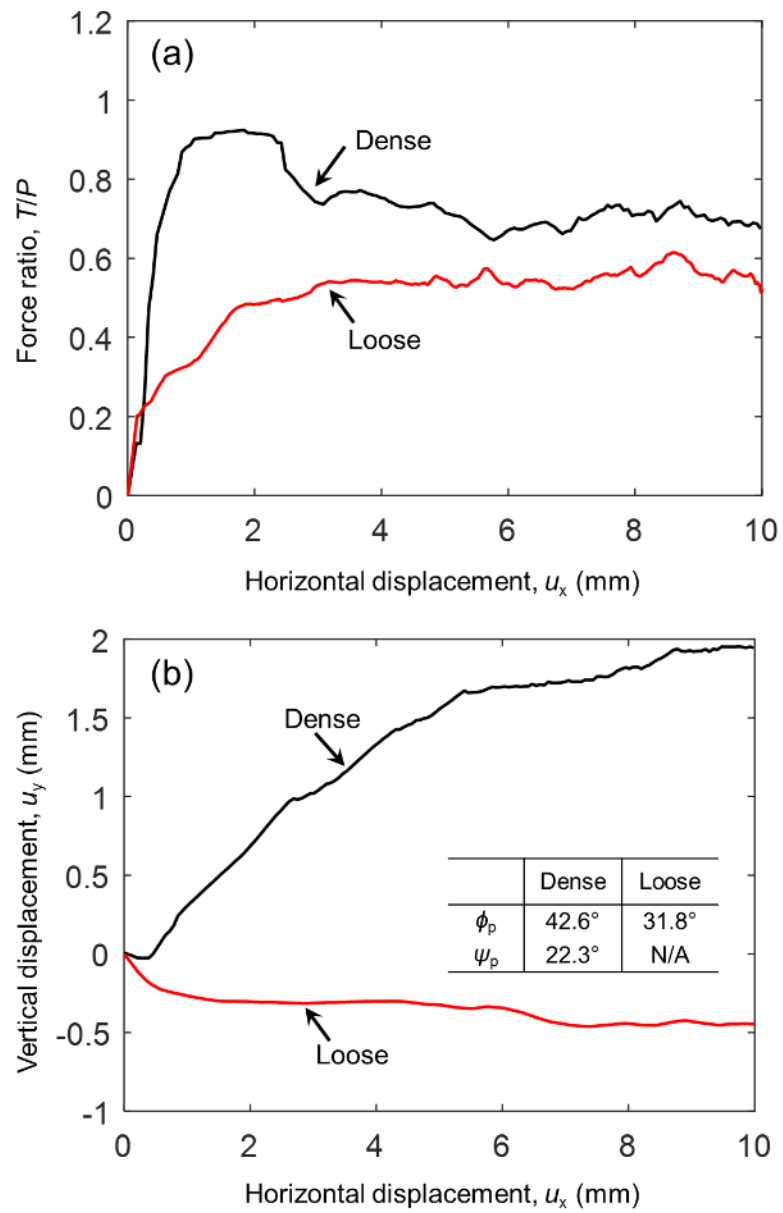 (a)
1.2
1
0.8
0.6
0.4
0.2
0
Force ratio, T/P
Dense
Loose
0 2 4 6 8 10
Horizontal displacement, uₓ (mm)
(b)
2
1.5
1
0.5
0
-0.5
-1
Vertical displacement, u_y (mm)
Dense
Dense Loose
ϕₚ 42.6° 31.8°
ψₚ 22.3° N/A
Loose
0 2 4 6 8 10
Horizontal displacement, uₓ (mm)